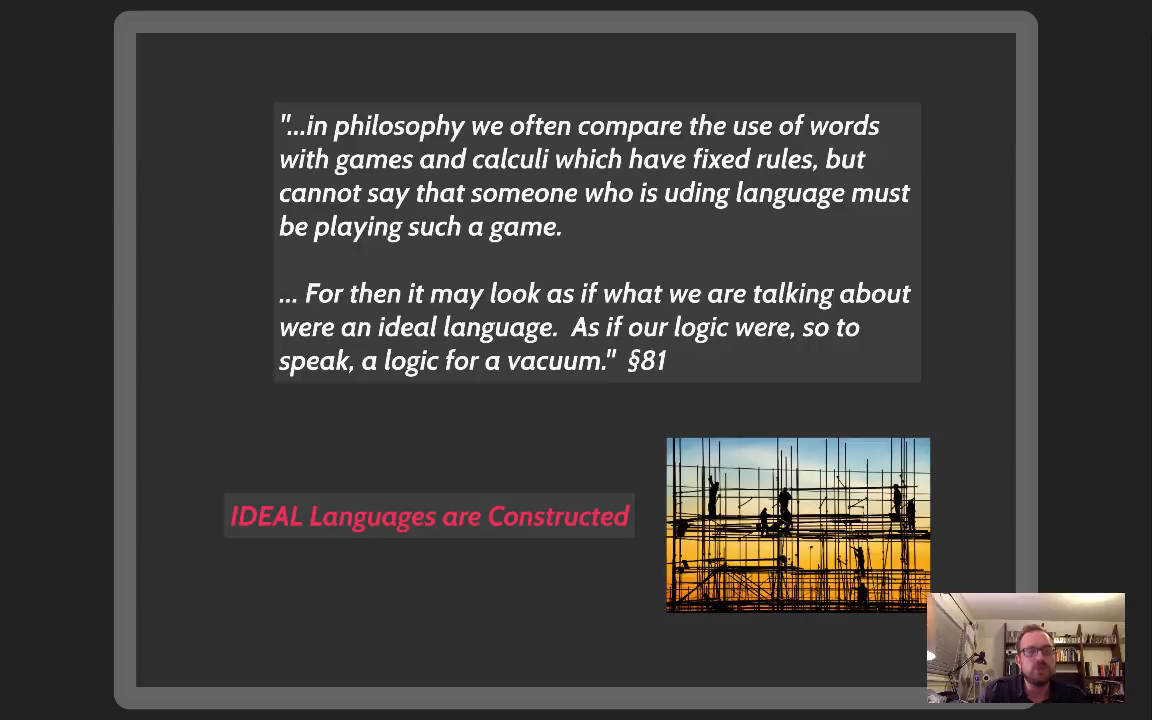 "...in philosophy we often compare the use of words
with games and calculi which have fixed rules, but
cannot say that someone who is uding language must
be playing such a game.
... For then it may look as if what we are talking about
were an ideal language.  As if our logic were, so to
speak, a logic for a vacuum."  §81
IDEAL Languages are Constructed